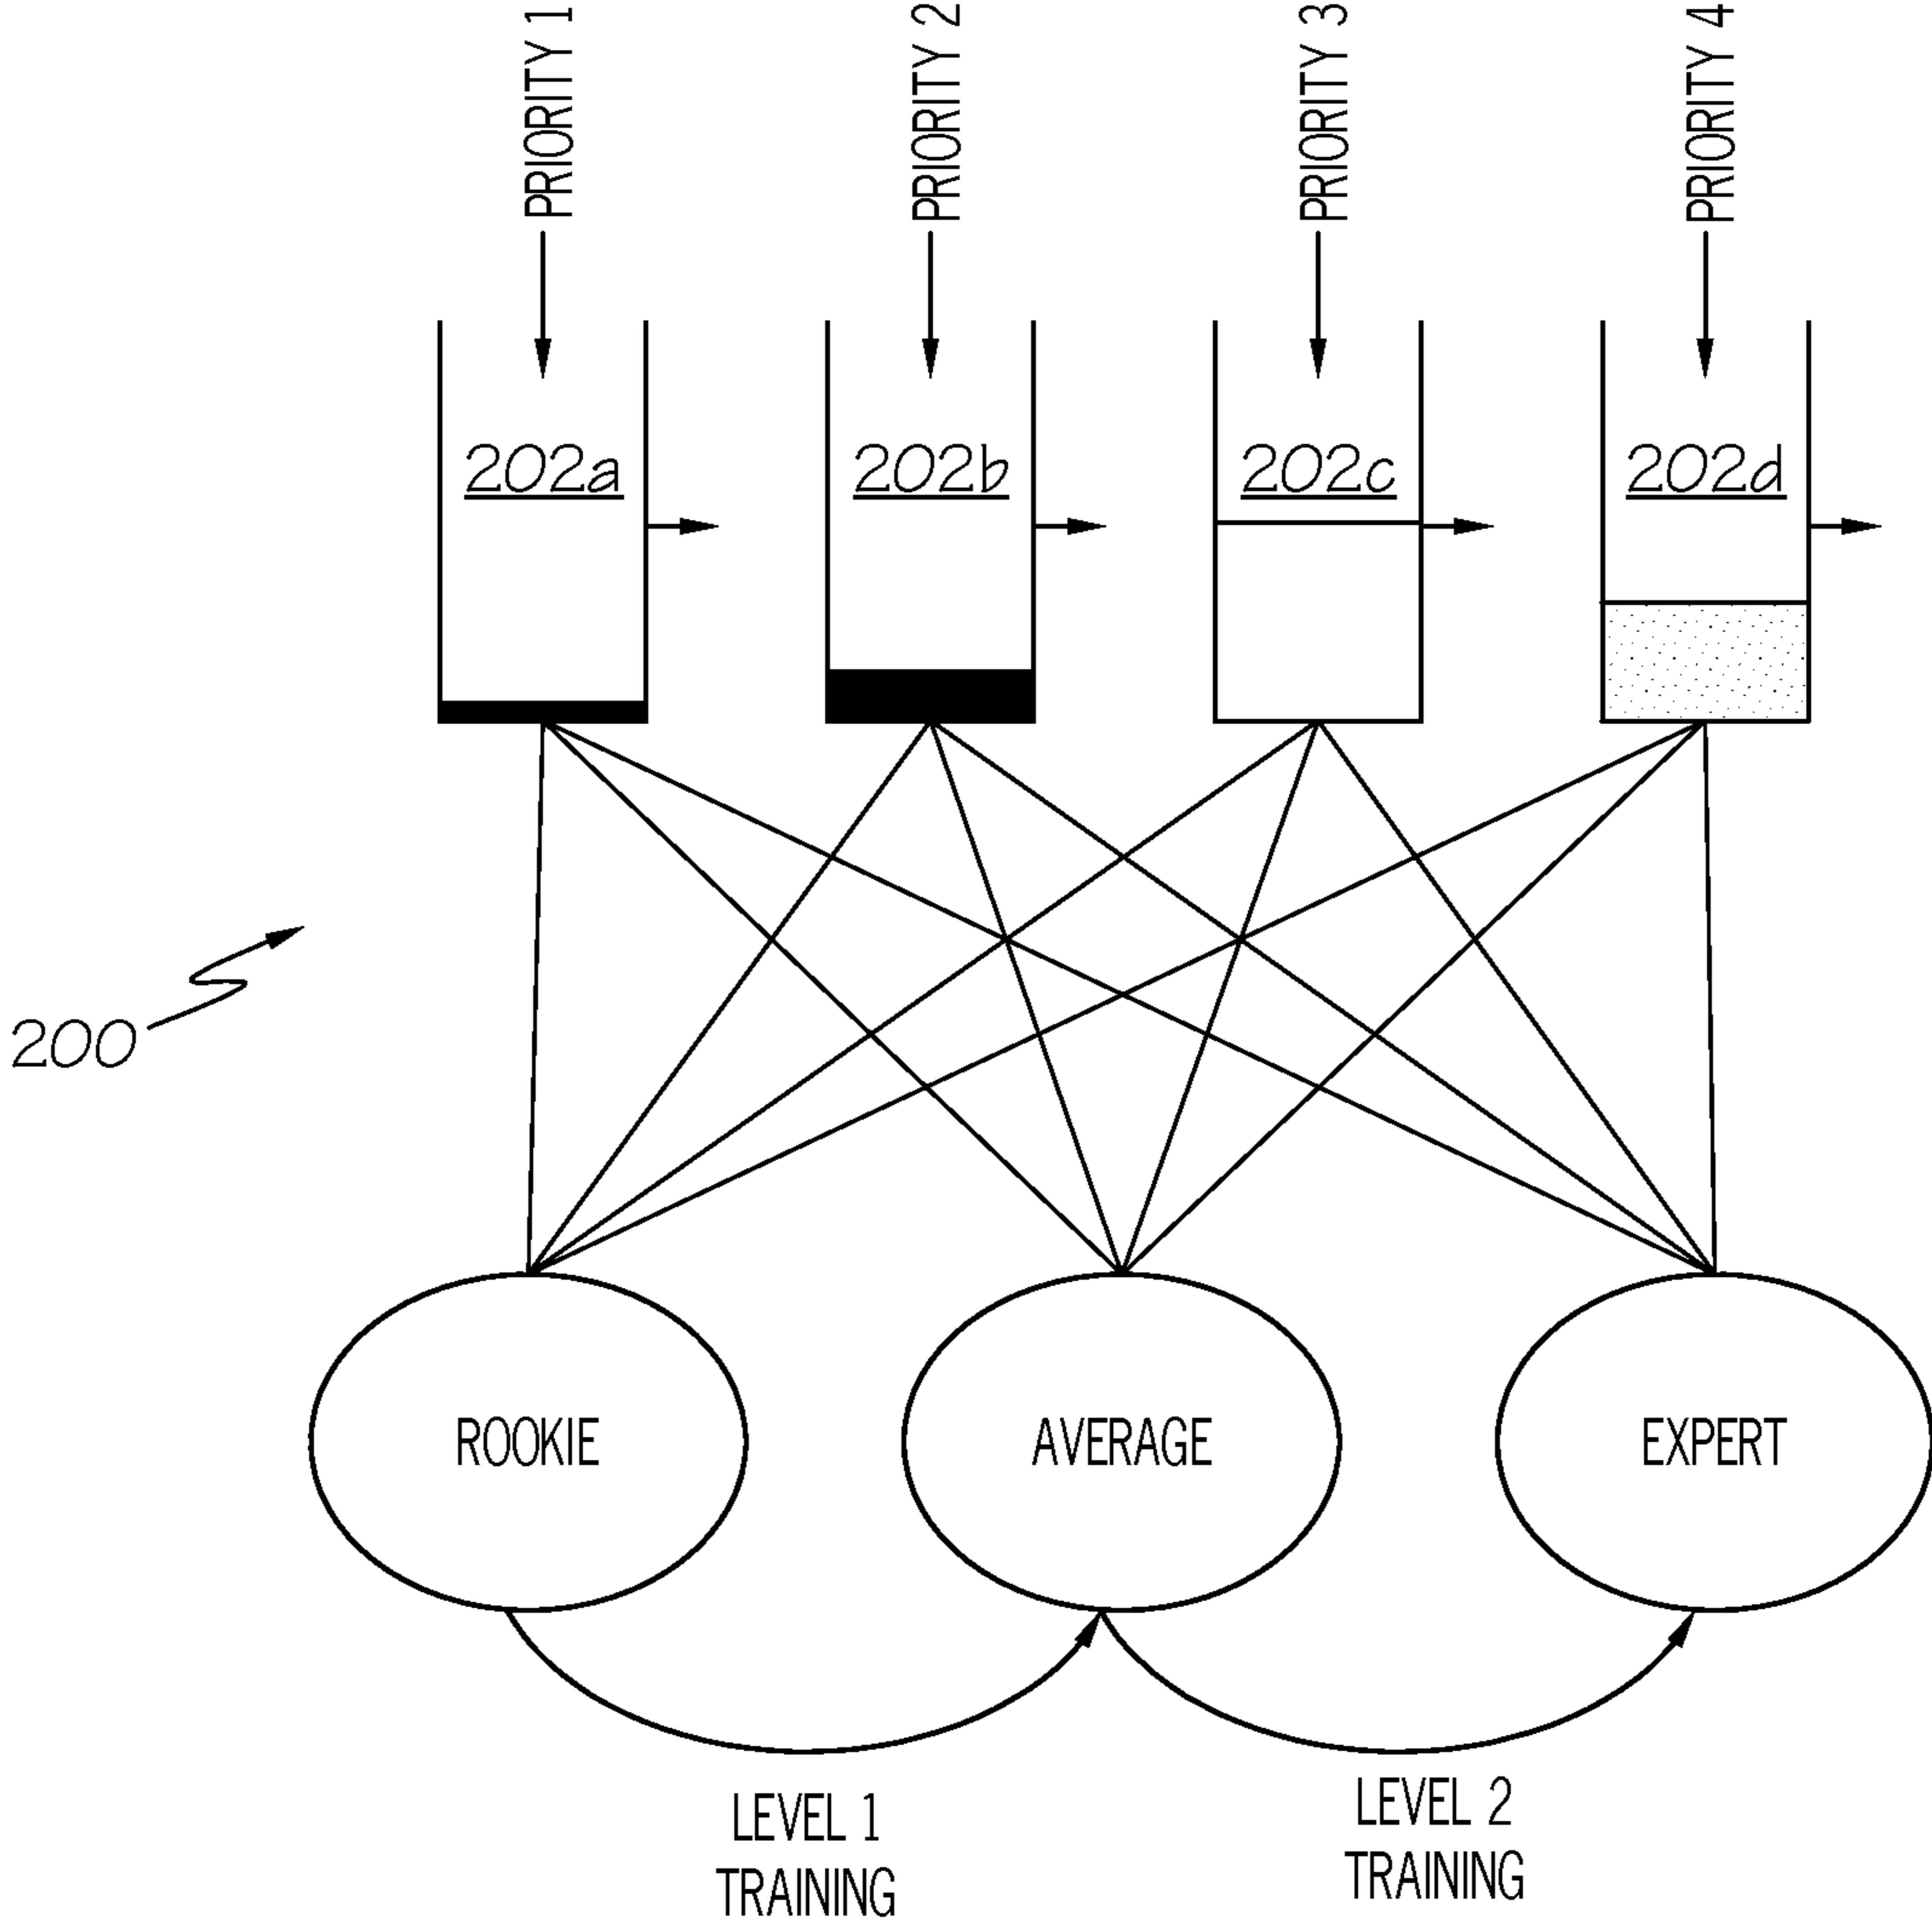 PRIORITY 1
PRIORITY 2
PRIORITY 3
PRIORITY 4
202a
202b
202c
202d
200
ROOKIE
AVERAGE
EXPERT
LEVEL 1
TRAINING
LEVEL 2
TRAINING